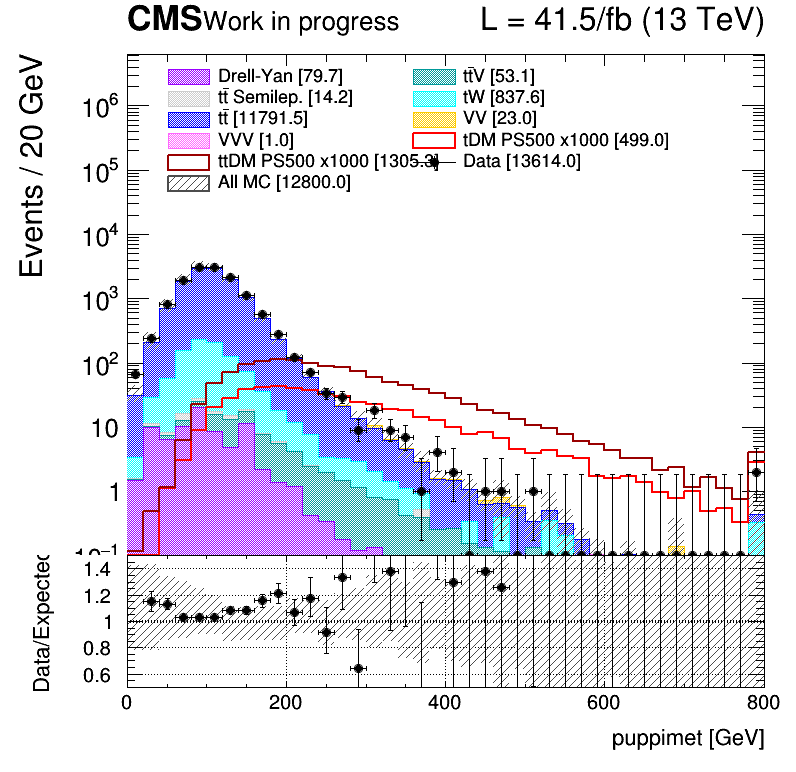 CMS Work in progress L = 41.5/fb (13 TeV)
Drell-Yan [79.7] tt̄V [53.1]
tt̄ Semilep. [14.2] tW [837.6]
tt̄ [11791.5] VV [23.0]
VVV [1.0] tDM PS500 x1000 [499.0]
ttDM PS500 x1000 [1305.3] Data [13614.0]
All MC [12800.0]
Events / 20 GeV
10⁶
10⁵
10⁴
10³
10²
10
1
10⁻¹
Data/Expected
1.4
1.2
1
0.8
0.6
0 200 400 600 800
puppimet [GeV]